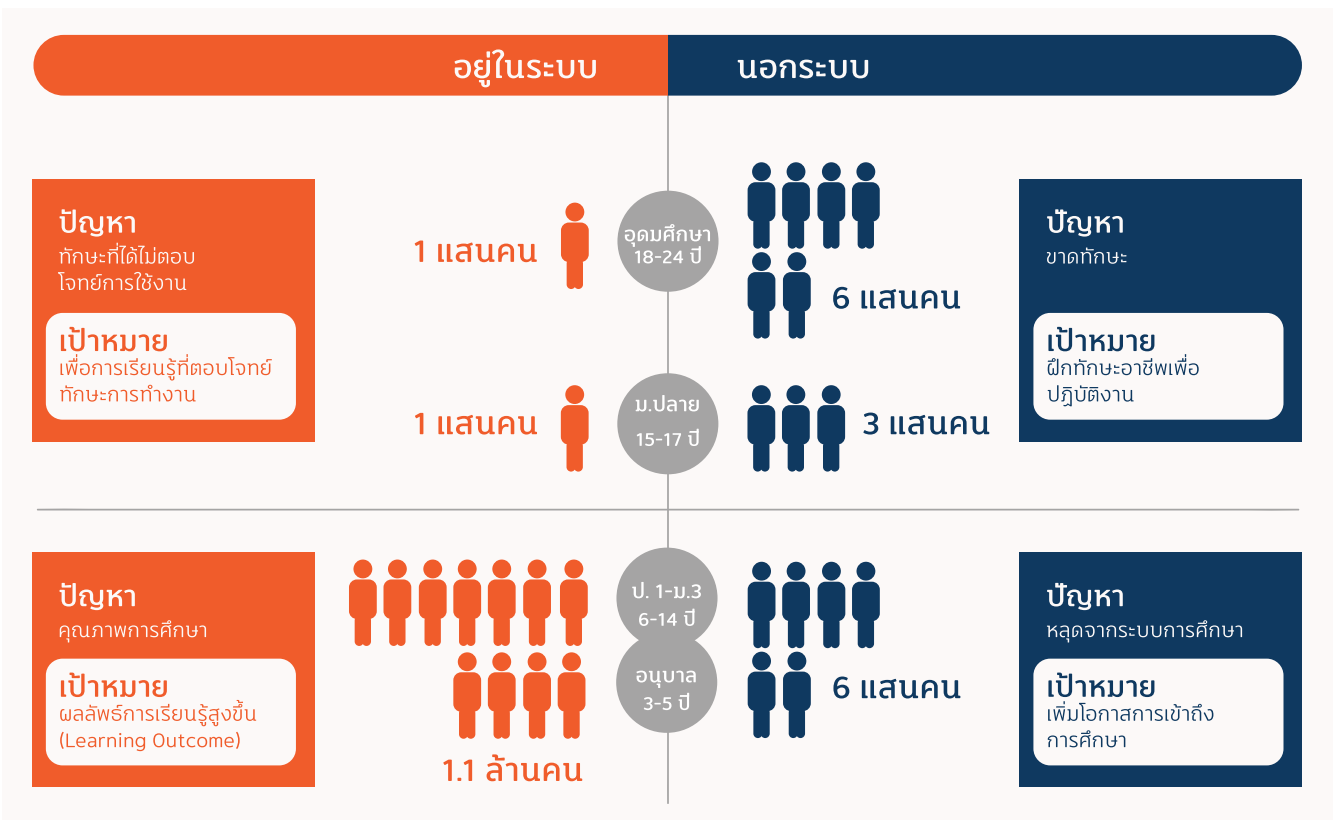 อยู่ในระบบ
นอกระบบ
ปัญหา
ทักษะที่ได้ไม่ตอบ
โจทย์การใช้งาน
เป้าหมาย
เพื่อการเรียนรู้ที่ตอบโจทย์
ทักษะการทำงาน
1 แสนคน
อุดมศึกษา
18-24 ปี
6 แสนคน
ปัญหา
ขาดทักษะ
เป้าหมาย
ฝึกทักษะอาชีพเพื่อ
ปฏิบัติงาน
1 แสนคน
ม.ปลาย
15-17 ปี
3 แสนคน
ปัญหา
คุณภาพการศึกษา
เป้าหมาย
ผลลัพธ์การเรียนรู้สูงขึ้น
(Learning Outcome)
1.1 ล้านคน
ป. 1-ม.3
6-14 ปี
อนุบาล
3-5 ปี
6 แสนคน
ปัญหา
หลุดจากระบบการศึกษา
เป้าหมาย
เพิ่มโอกาสการเข้าถึง
การศึกษา